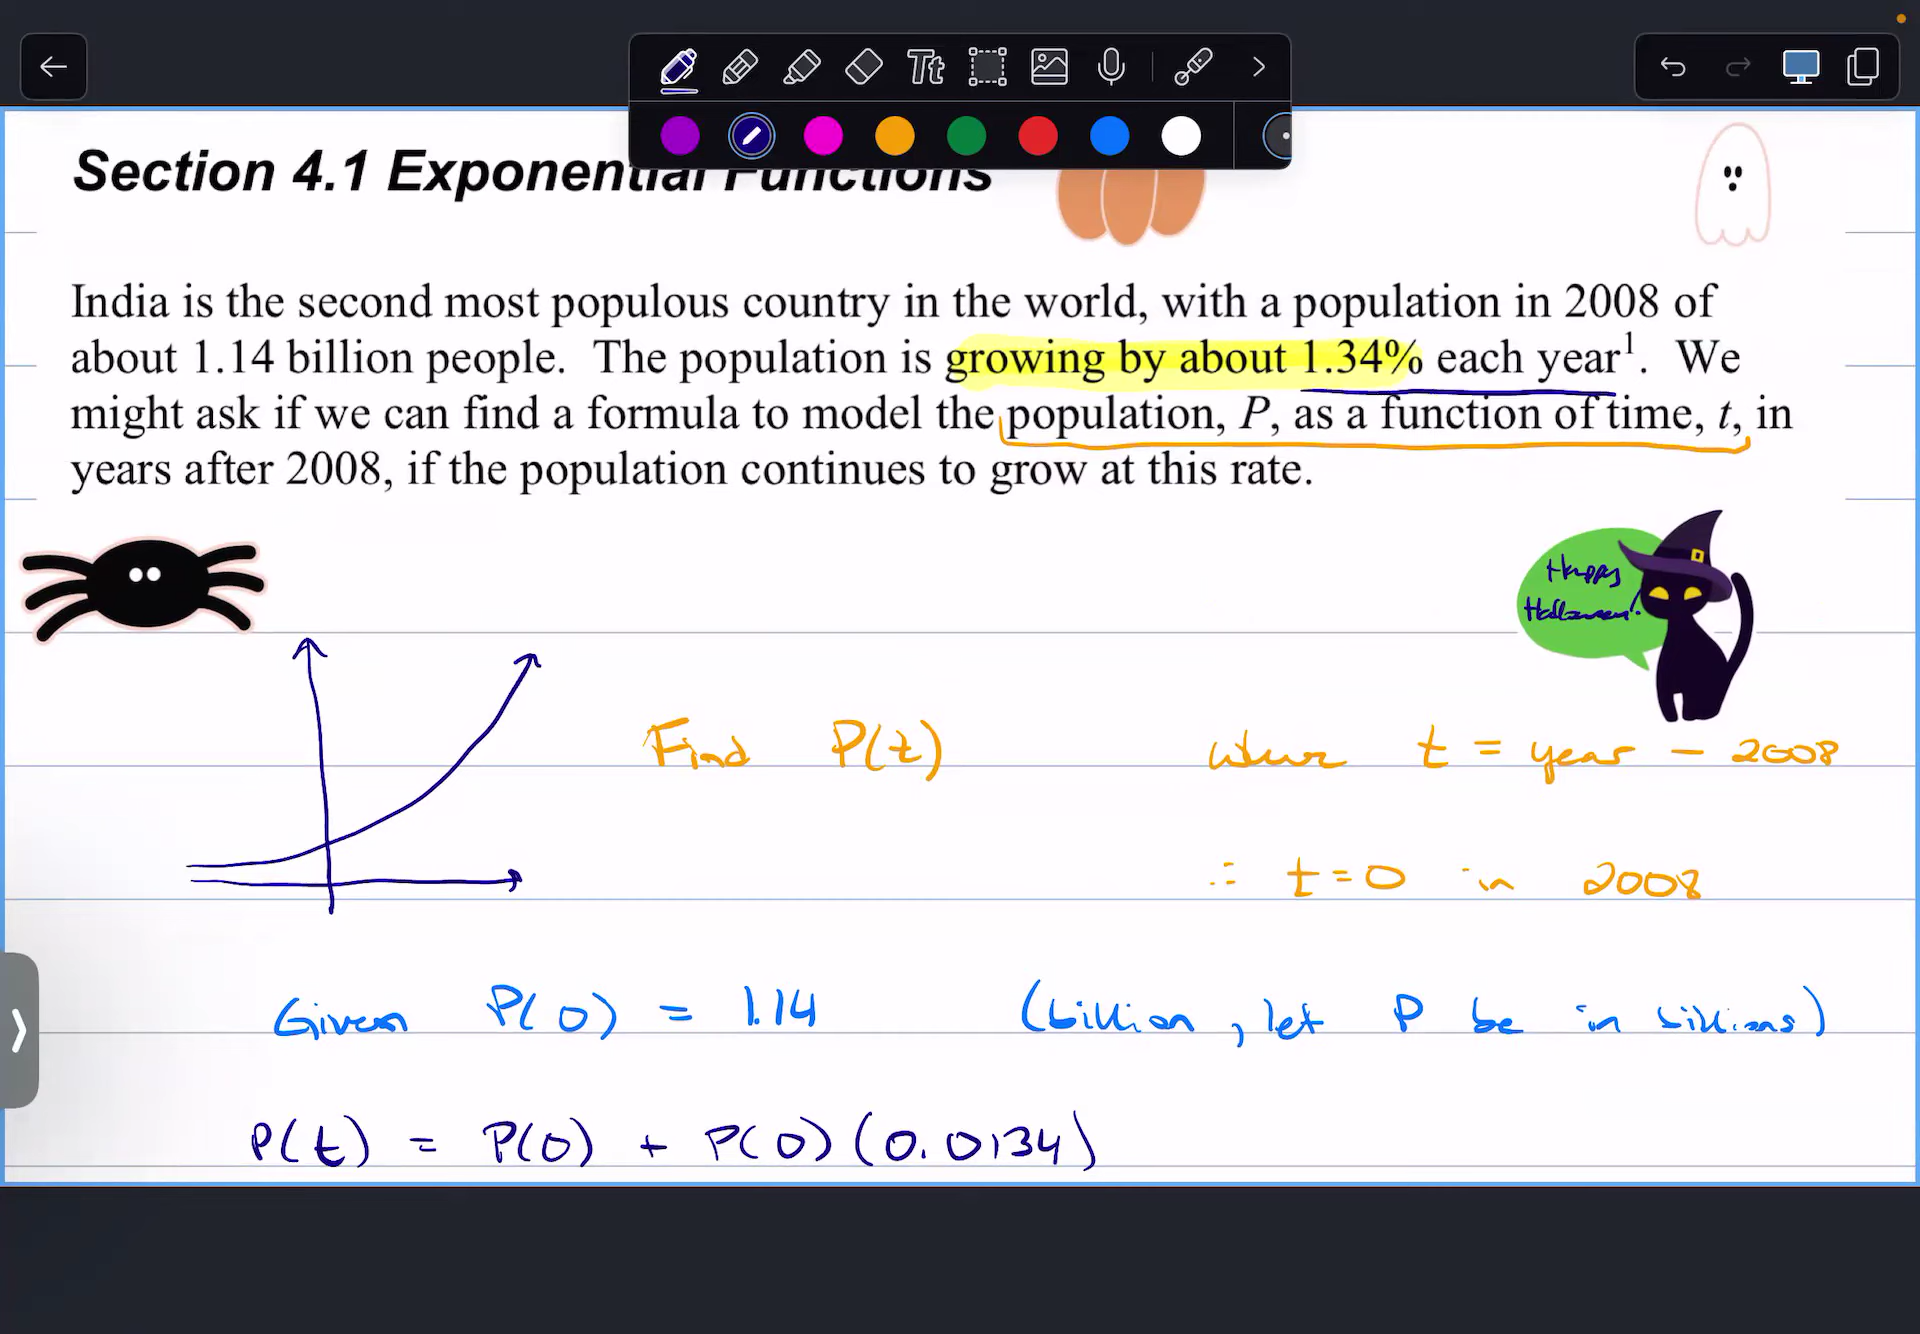 Tt
Section 4.1 Exponential Functions
India is the second most populous country in the world, with a population in 2008 of
about 1.14 billion people. The population is growing by about 1.34% each year¹. We
might ask if we can find a formula to model the population, P, as a function of time, t, in
years after 2008, if the population continues to grow at this rate.
Happy
Halloween!
Find P(t) where t = year - 2008
∴ t=0 in 2008
Given P(0) = 1.14 (billion, let P be in billions)
P(t) = P(0) + P(0)(0.0134)